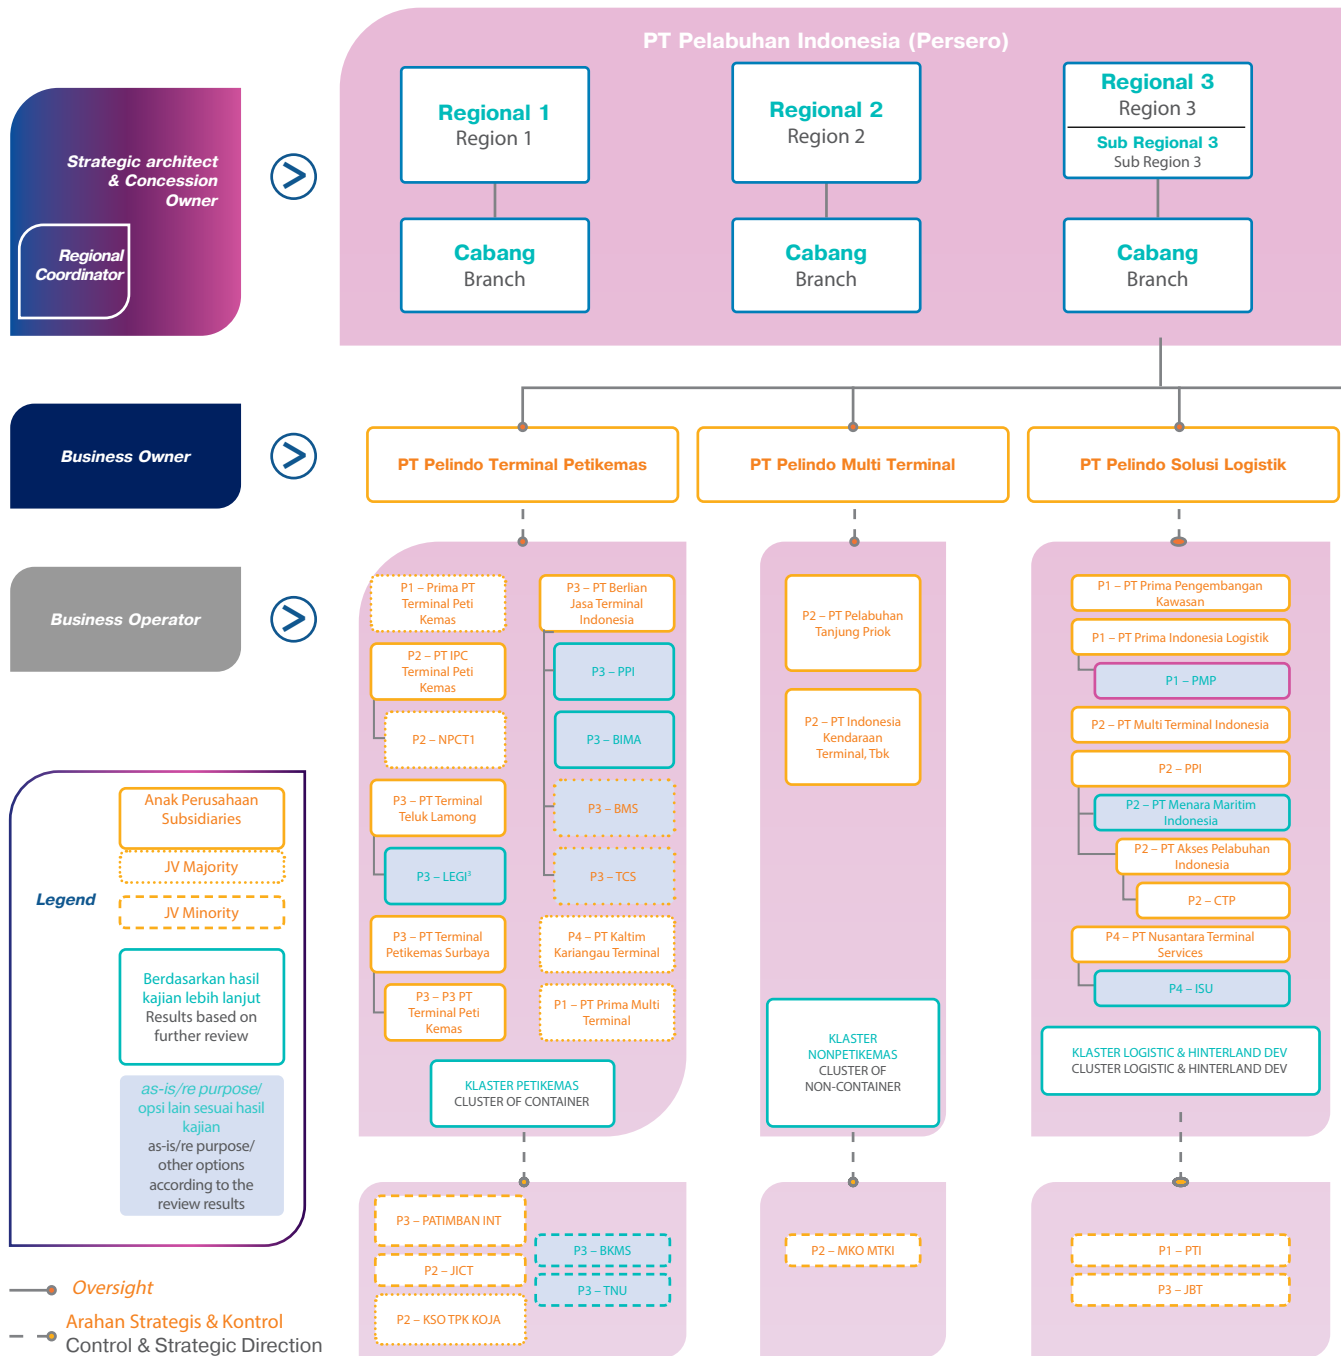 PT Pelabuhan Indonesia (Persero)
Strategic architect
& Concession
Owner
Regional
Coordinator
Regional 1
Region 1
Regional 2
Region 2
Regional 3
Region 3
Sub Regional 3
Sub Region 3
Cabang
Branch
Cabang
Branch
Cabang
Branch
Business Owner
PT Pelindo Terminal Petikemas
PT Pelindo Multi Terminal
PT Pelindo Solusi Logistik
Business Operator
P1 – Prima PT
Terminal Peti
Kemas
P2 – PT IPC
Terminal Peti
Kemas
P2 – NPCT1
P3 – PT Terminal
Teluk Lamong
P3 – LEGI³
P3 – PT Terminal
Petikemas Surbaya
P3 – P3 PT
Terminal Peti
Kemas
P3 – PT Berlian
Jasa Terminal
Indonesia
P3 – PPI
P3 – BIMA
P3 – BMS
P3 – TCS
P4 – PT Kaltim
Kariangau Terminal
P1 – PT Prima Multi
Terminal
KLASTER PETIKEMAS
CLUSTER OF CONTAINER
P2 – PT Pelabuhan
Tanjung Priok
P2 – PT Indonesia
Kendaraan
Terminal, Tbk
KLASTER
NONPETIKEMAS
CLUSTER OF
NON-CONTAINER
P1 – PT Prima Pengembangan
Kawasan
P1 – PT Prima Indonesia Logistik
P1 – PMP
P2 – PT Multi Terminal Indonesia
P2 – PPI
P2 – PT Menara Maritim
Indonesia
P2 – PT Akses Pelabuhan
Indonesia
P2 – CTP
P4 – PT Nusantara Terminal
Services
P4 – ISU
KLASTER LOGISTIC & HINTERLAND DEV
CLUSTER LOGISTIC & HINTERLAND DEV
P3 – PATIMBAN INT
P2 – JICT
P2 – KSO TPK KOJA
P3 – BKMS
P3 – TNU
P2 – MKO MTKI
P1 – PTI
P3 – JBT
Legend
Anak Perusahaan
Subsidiaries
JV Majority
JV Minority
Berdasarkan hasil
kajian lebih lanjut
Results based on
further review
as-is/re purpose/
opsi lain sesuai hasil
kajian
as-is/re purpose/
other options
according to the
review results
Oversight
Arahan Strategis & Kontrol
Control & Strategic Direction